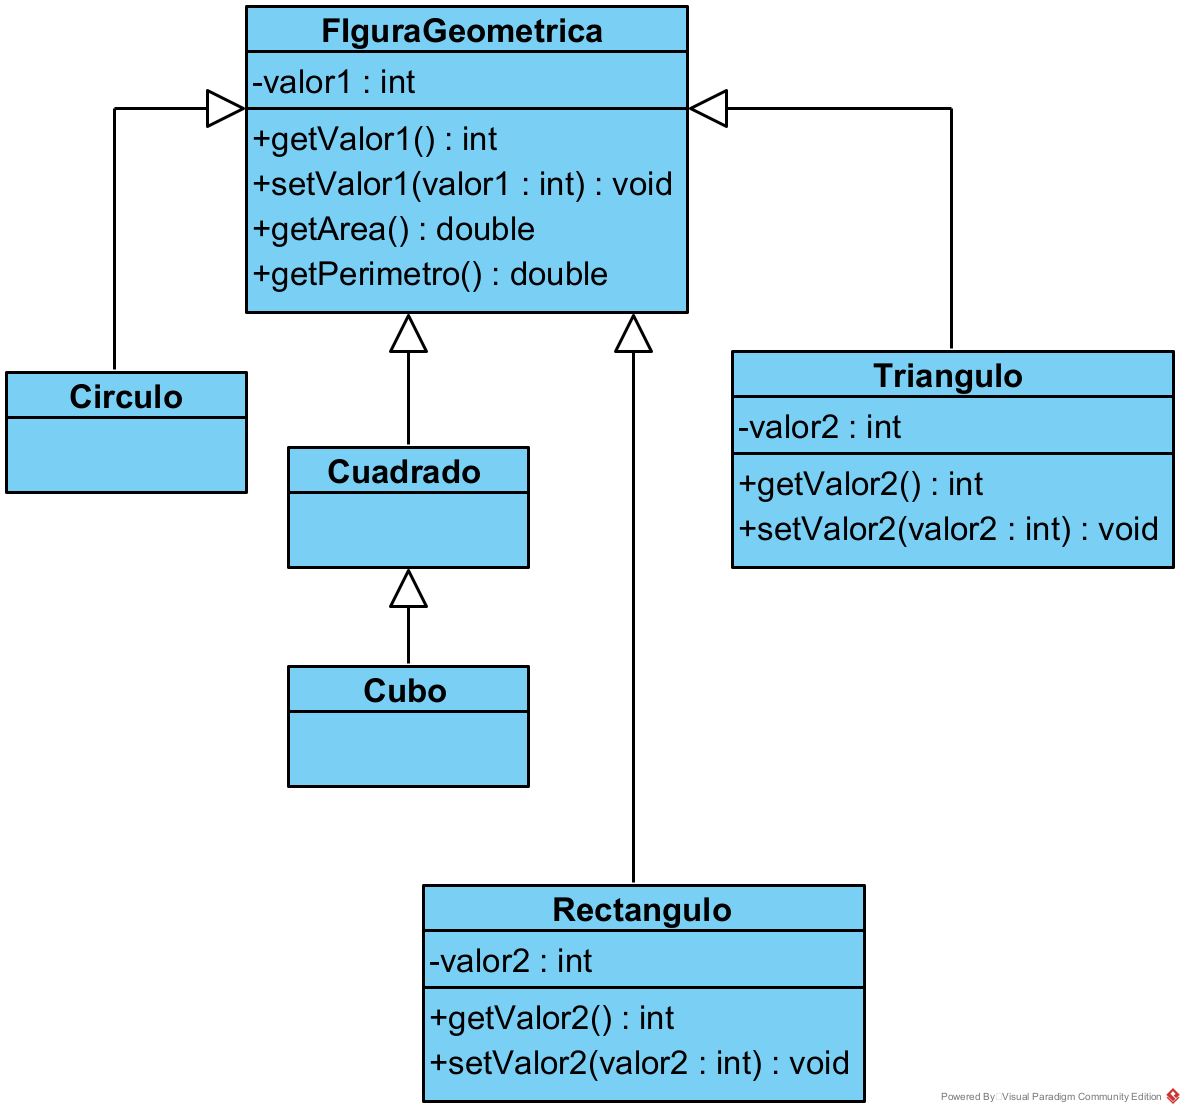 FIguraGeometrica
-valor1 : int
+getValor1() : int
+setValor1(valor1 : int) : void
+getArea() : double
+getPerimetro() : double
Circulo
Cuadrado
Cubo
Triangulo
-valor2 : int
+getValor2() : int
+setValor2(valor2 : int) : void
Rectangulo
-valor2 : int
+getValor2() : int
+setValor2(valor2 : int) : void
Powered By Visual Paradigm Community Edition